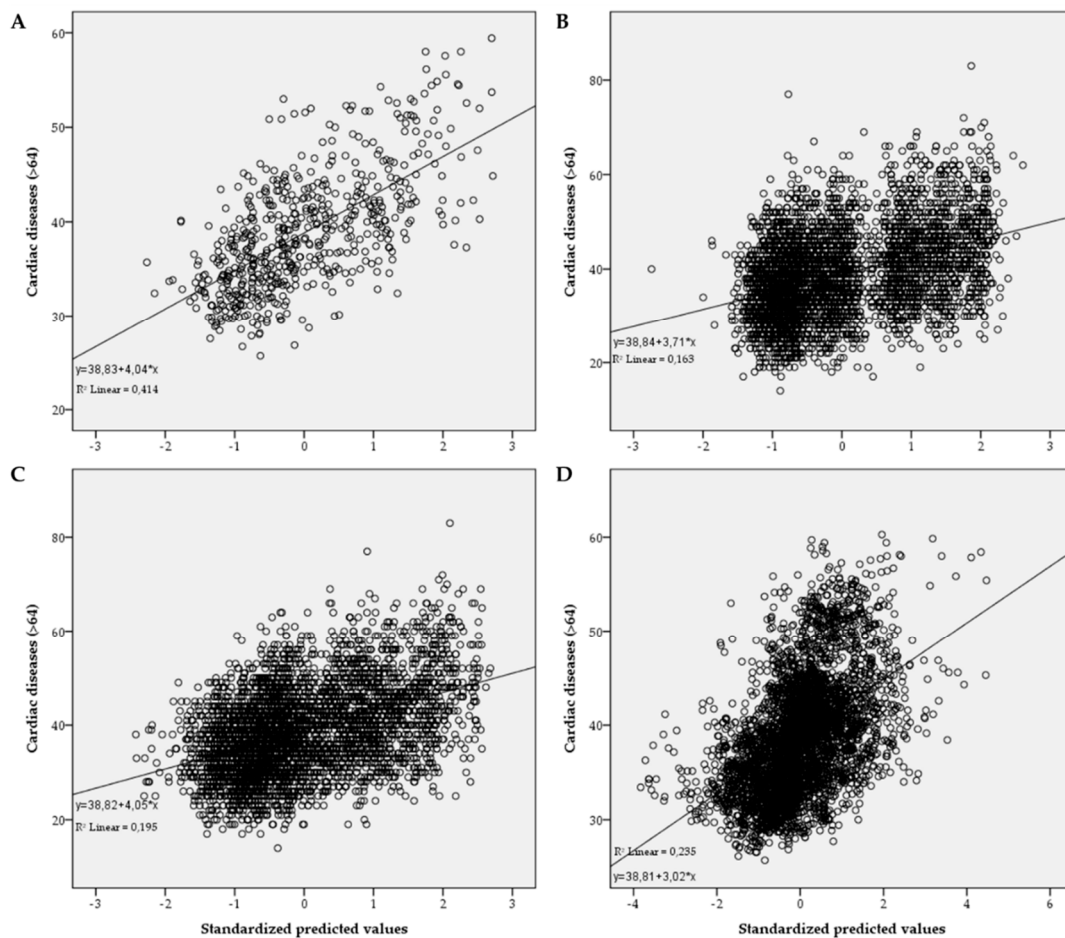 A
Cardiac diseases (>64)
60
50
40
30
20
y=38,83+4,04*x
R² Linear = 0,414
-3 -2 -1 0 1 2 3
B
Cardiac diseases (>64)
80
60
40
20
y=38,84+3,71*x
R² Linear = 0,163
-3 -2 -1 0 1 2 3
C
Cardiac diseases (>64)
80
60
40
20
y=38,82+4,05*x
R² Linear = 0,195
-3 -2 -1 0 1 2 3
Standardized predicted values
D
Cardiac diseases (>64)
60
50
40
30
R² Linear = 0,235
y=38,81+3,02*x
-4 -2 0 2 4 6
Standardized predicted values